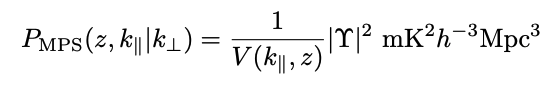 P_MPS(z, k_∥|k_⊥) = 1/V(k_∥, z) |Υ|² mK²h⁻³Mpc³